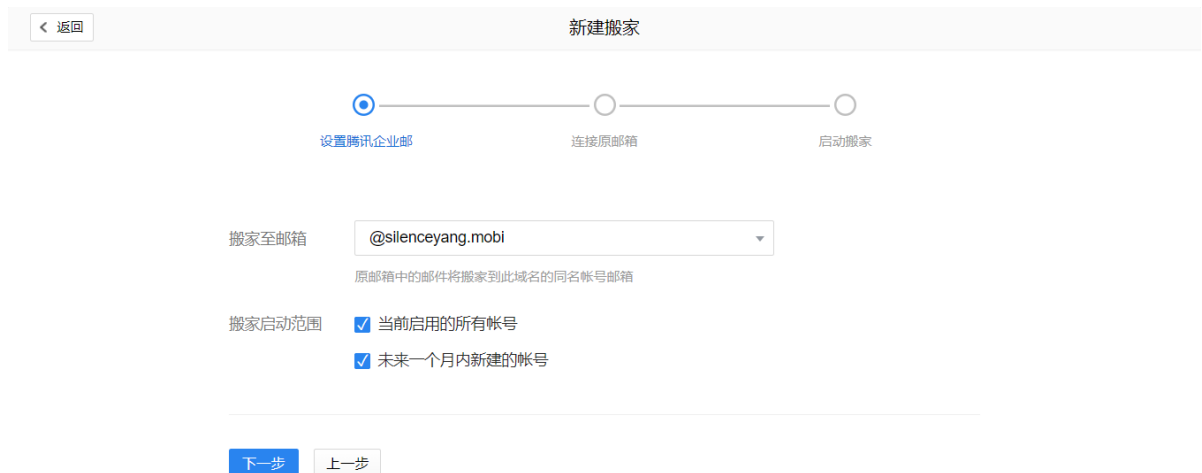 返回
新建搬家
设置腾讯企业邮
连接原邮箱
启动搬家
搬家至邮箱
@silenceyang.mobi
原邮箱中的邮件将搬家到此域名的同名帐号邮箱
搬家启动范围
当前启用的所有帐号
未来一个月内新建的帐号
下一步
上一步